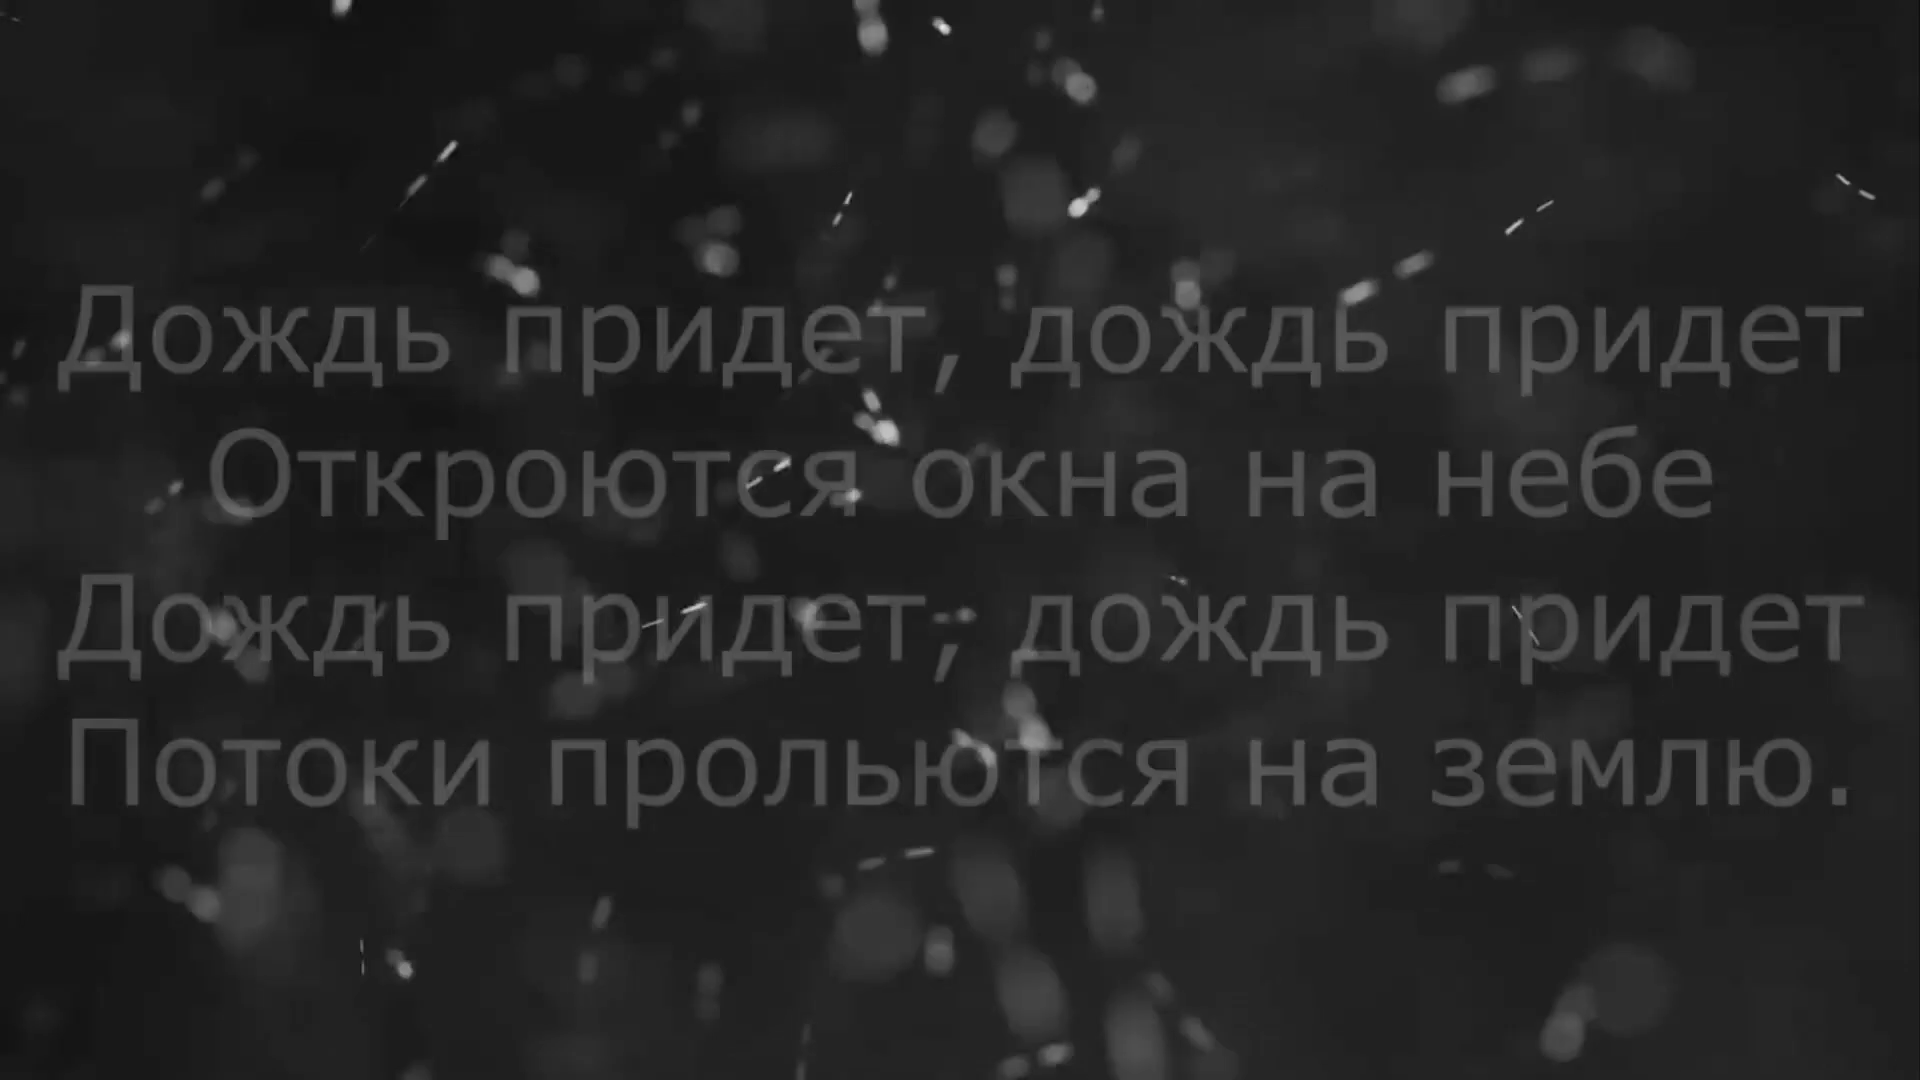 Дождь придет, дождь придет
Откроются окна на небе
Дождь придет, дождь придет
Потоки прольются на землю.